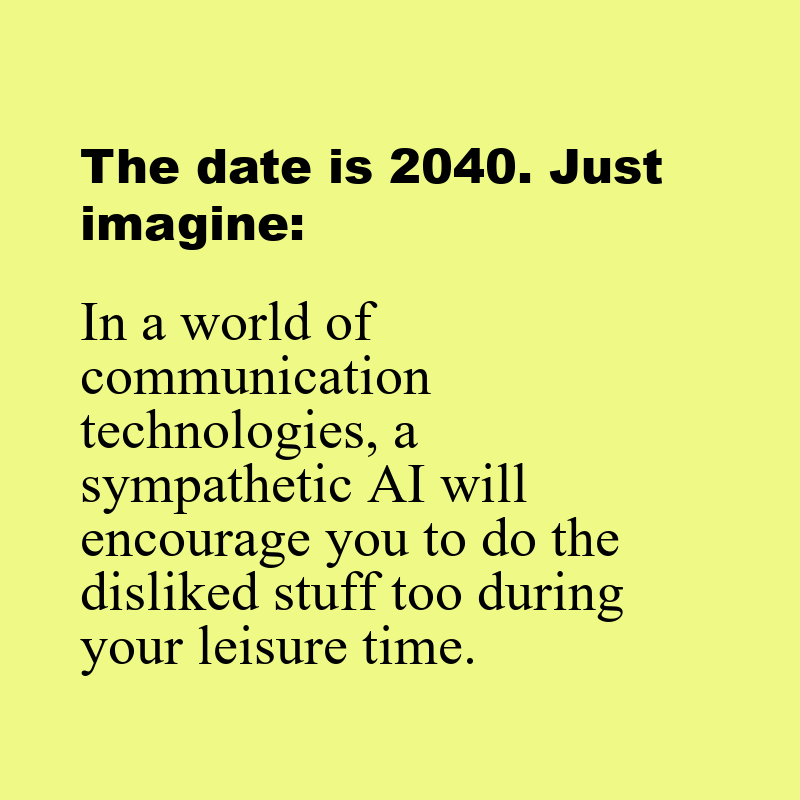 The date is 2040. Just
imagine:
In a world of
communication
technologies, a
sympathetic AI will
encourage you to do the
disliked stuff too during
your leisure time.